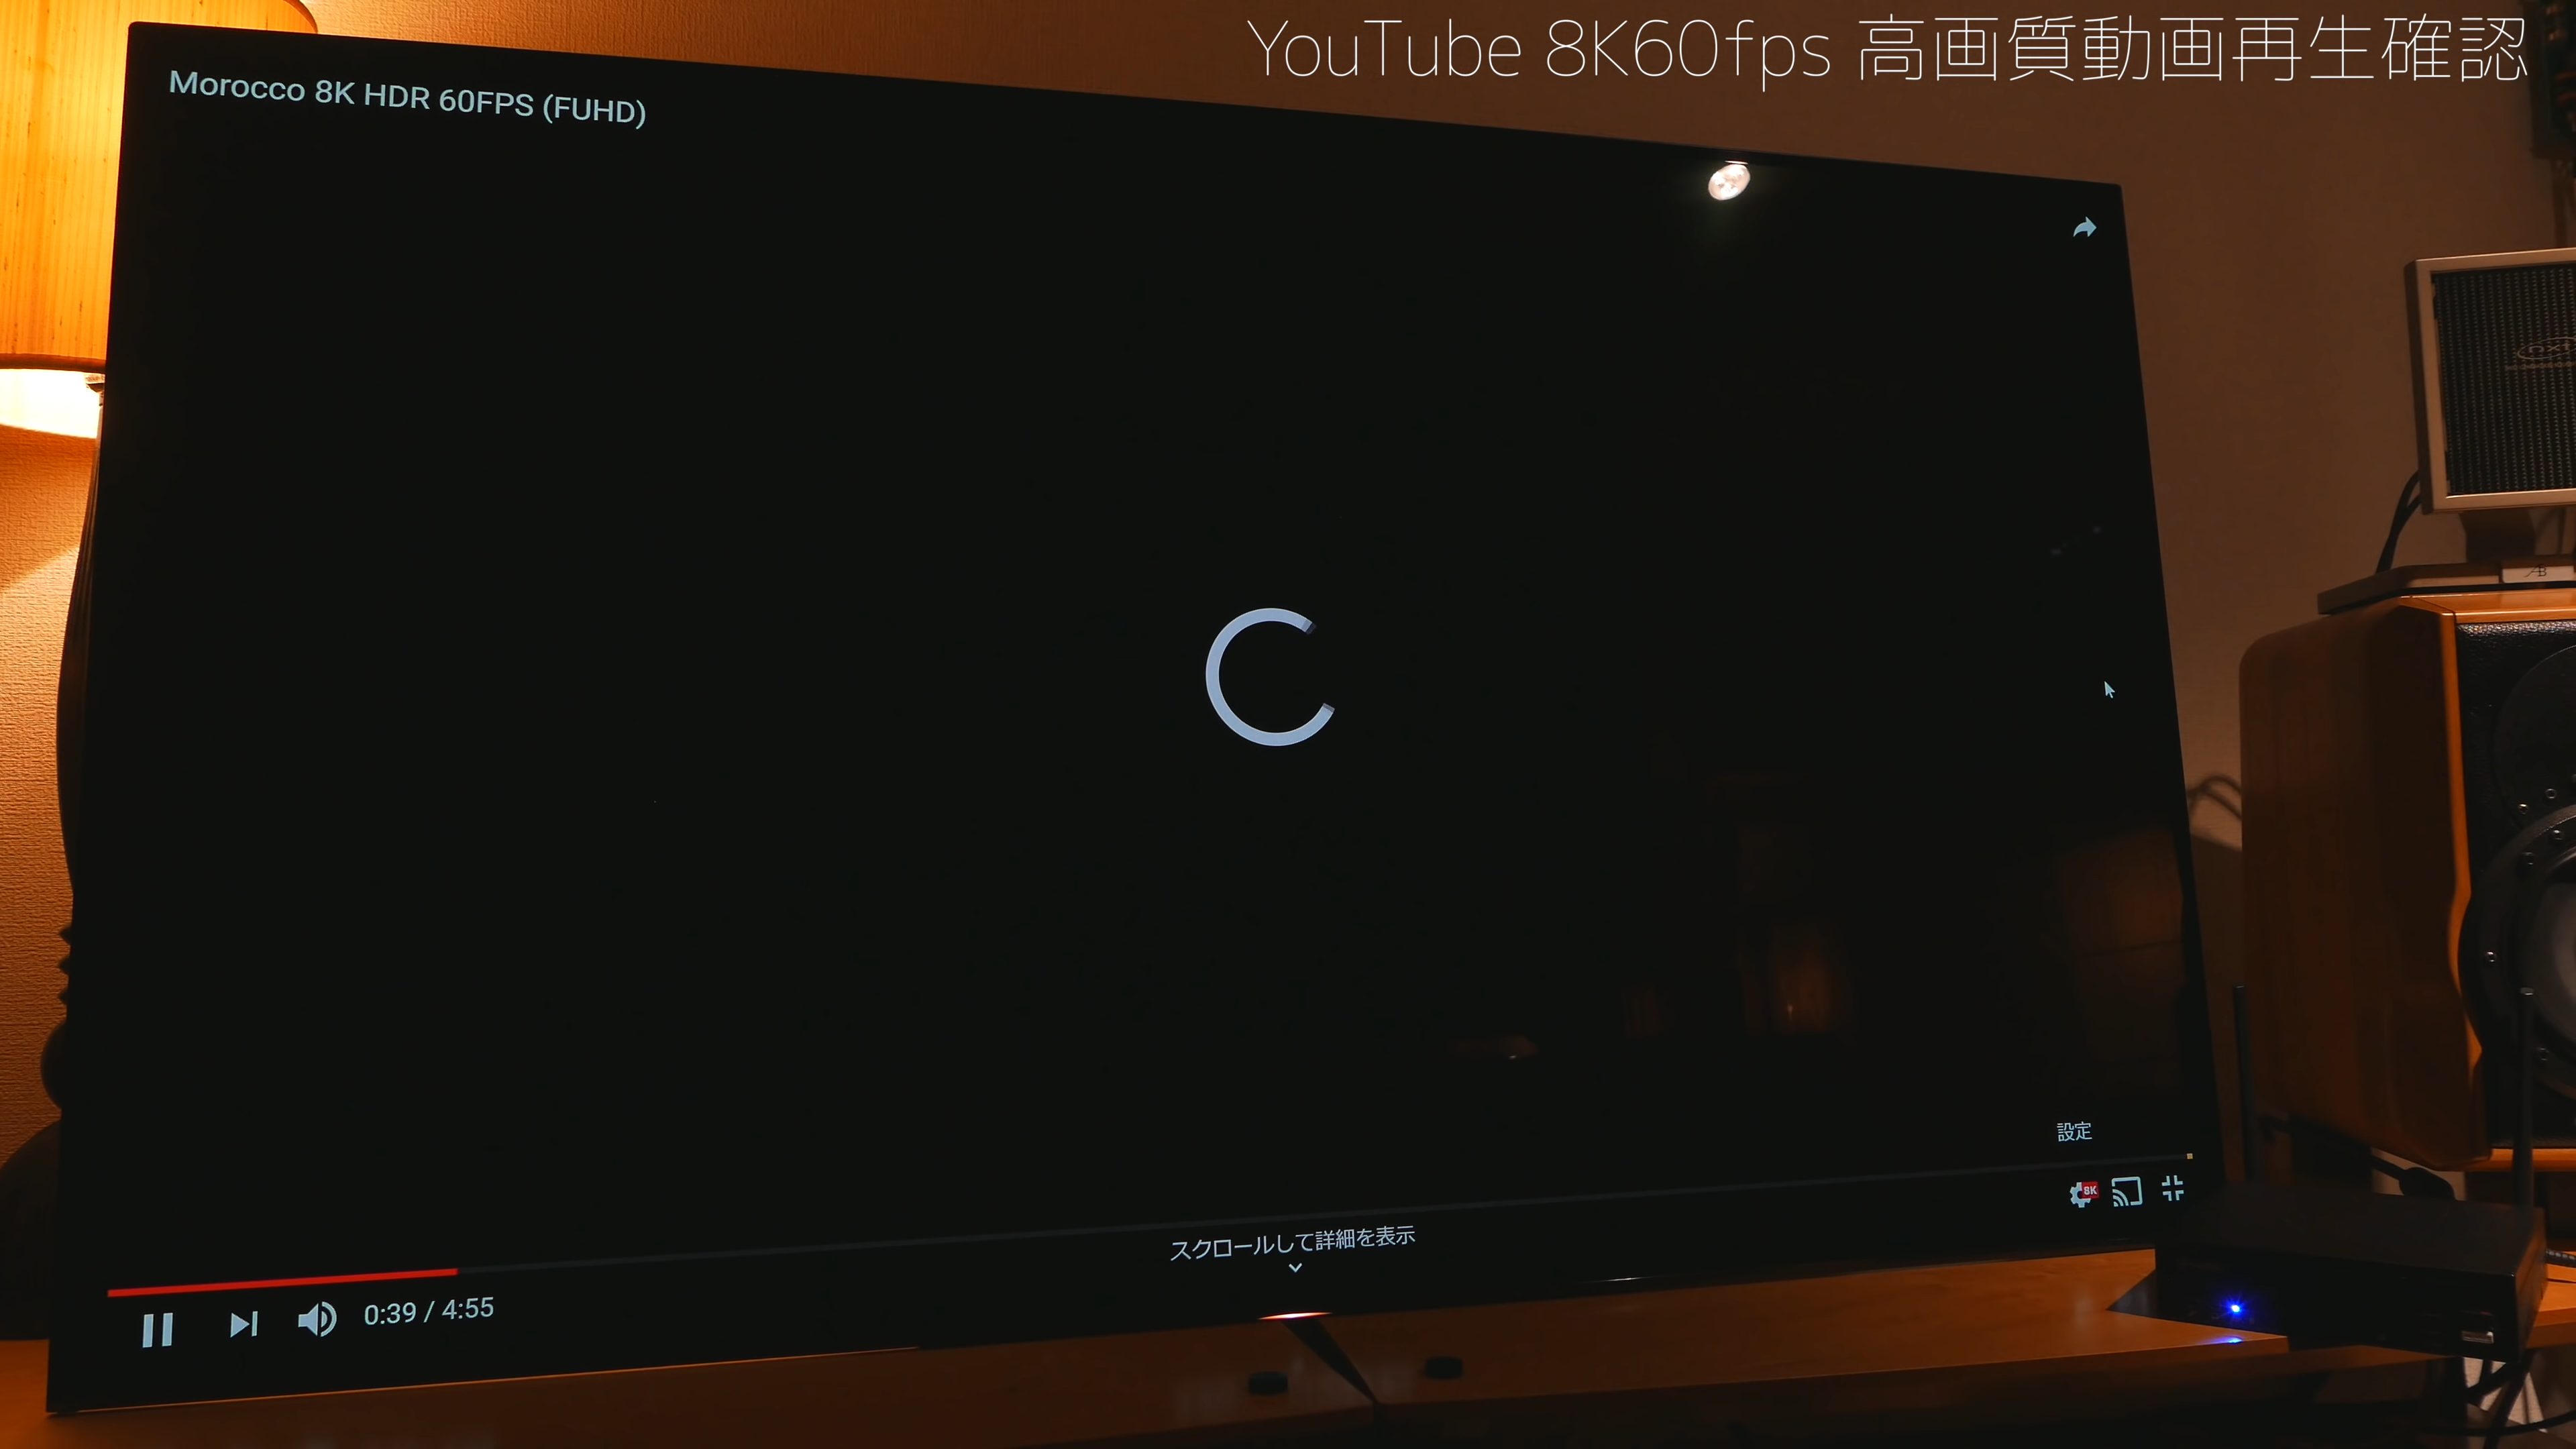 YouTube 8K60fps 高画質動画再生確認
Morocco 8K HDR 60FPS (FUHD)
設定
8K
スクロールして詳細を表示
0:39 / 4:55